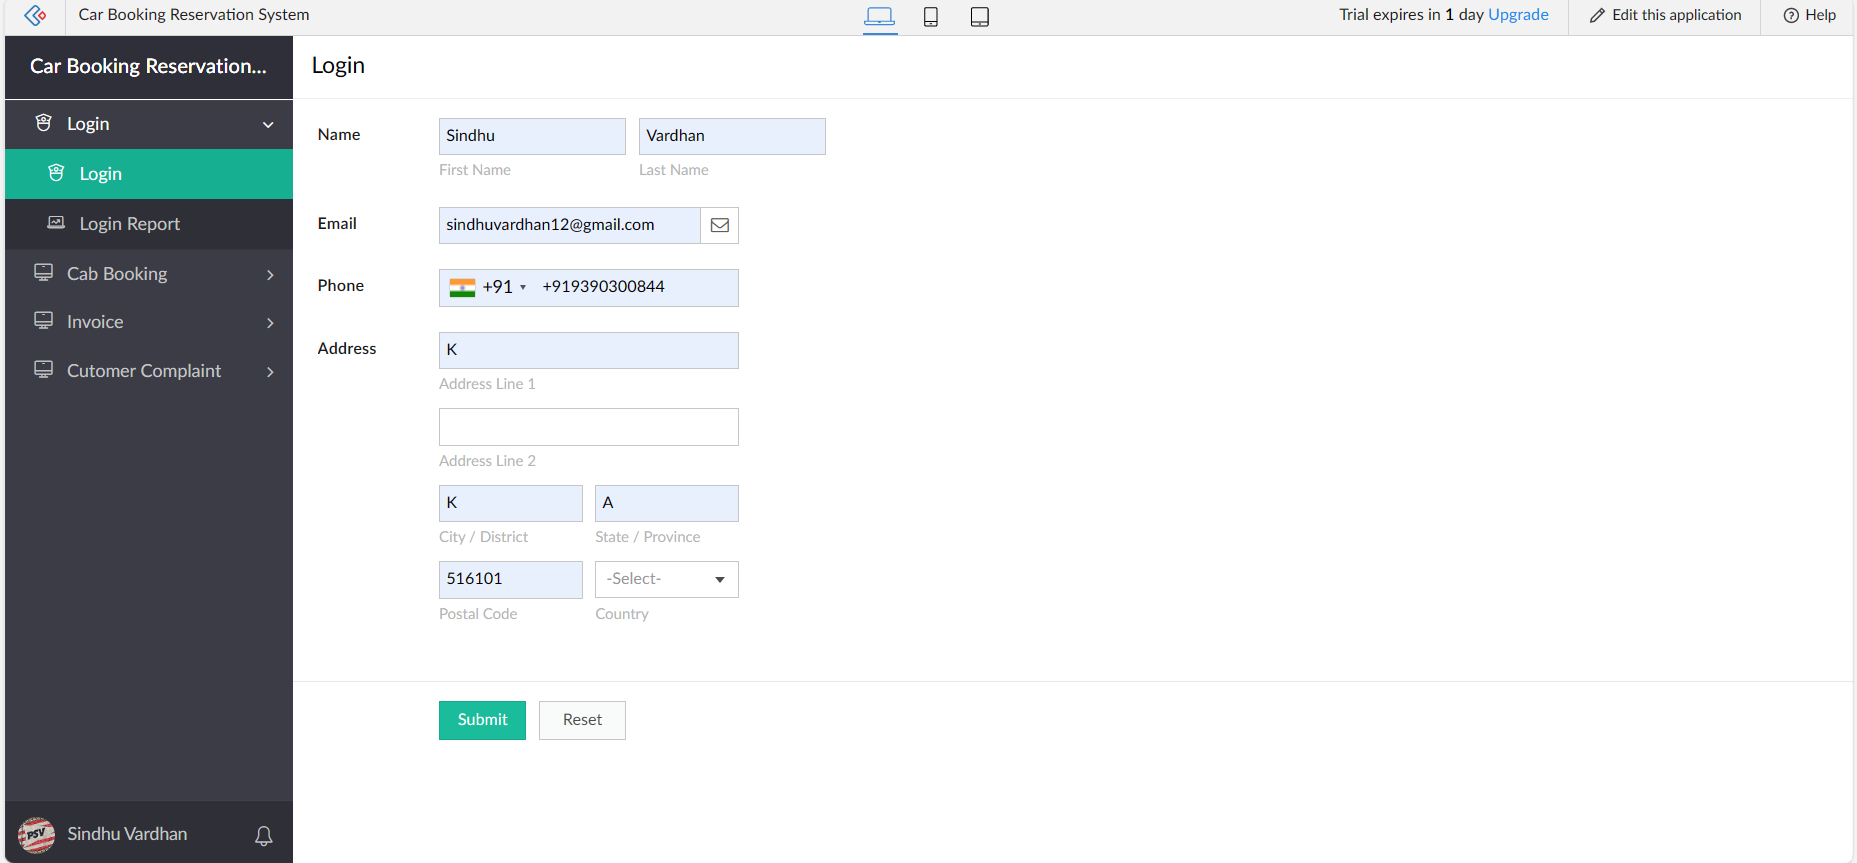 Car Booking Reservation System
Trial expires in 1 day Upgrade
Edit this application
Help
Car Booking Reservation...
Login
Login
Login Report
Cab Booking
Invoice
Cutomer Complaint
Sindhu Vardhan
PSV
Login
Name
Sindhu
Vardhan
First Name
Last Name
Email
sindhuvardhan12@gmail.com
Phone
+91
+919390300844
Address
K
Address Line 1
Address Line 2
K
A
City / District
State / Province
516101
-Select-
Postal Code
Country
Submit
Reset